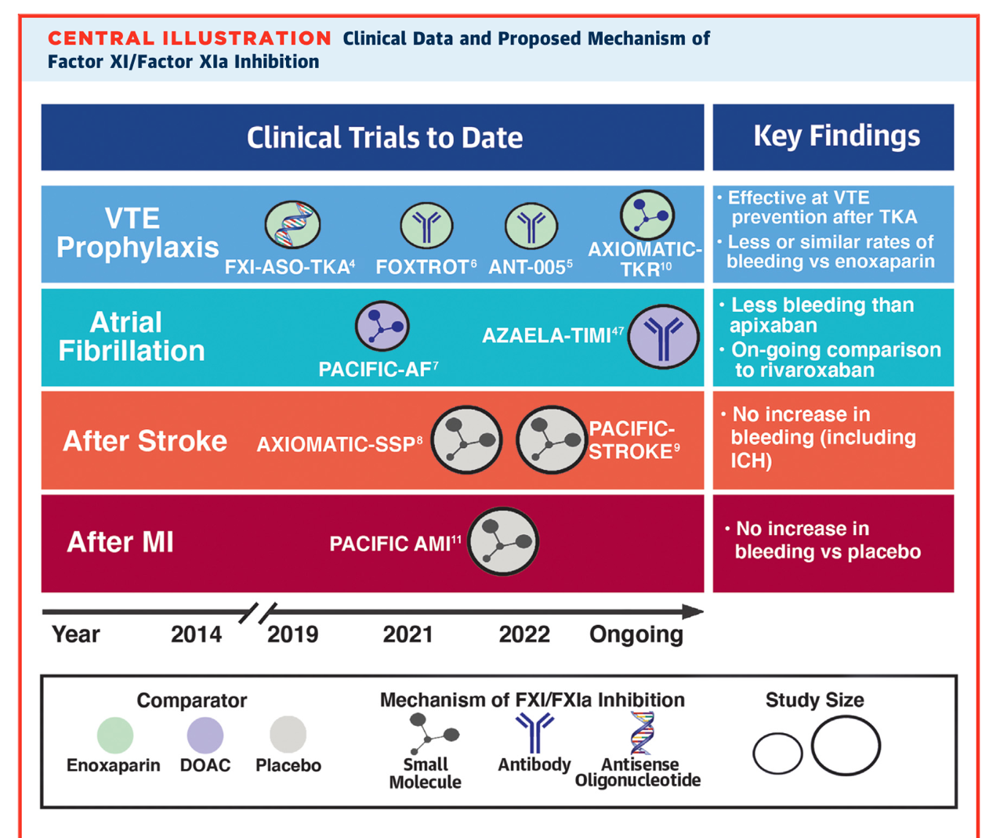 CENTRAL ILLUSTRATION Clinical Data and Proposed Mechanism of
Factor XI/Factor XIa Inhibition
Clinical Trials to Date
Key Findings
VTE
Prophylaxis
FXI-ASO-TKA4
FOXTROT6
ANT-0055
AXIOMATIC-
TKR10
• Effective at VTE
prevention after TKA
• Less or similar rates of
bleeding vs enoxaparin
Atrial
Fibrillation
PACIFIC-AF7
AZAELA-TIMI47
• Less bleeding than
apixaban
• On-going comparison
to rivaroxaban
After Stroke
AXIOMATIC-SSP8
PACIFIC-
STROKE9
• No increase in
bleeding (including
ICH)
After MI
PACIFIC AMI11
• No increase in
bleeding vs placebo
Year 2014 2019 2021 2022 Ongoing
Comparator
Enoxaparin DOAC Placebo
Mechanism of FXI/FXIa Inhibition
Small
Molecule
Antibody
Antisense
Oligonucleotide
Study Size